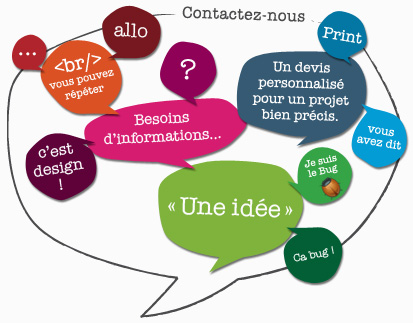 Contactez-nous
allo
...
Print
<br/>
vous pouvez
répéter
?
Un devis
personnalisé
pour un projet
bien précis.
Besoins
d'informations...
vous
avez dit
c'est
design
!
Je suis
le Bug
« Une idée »
Ca bug !